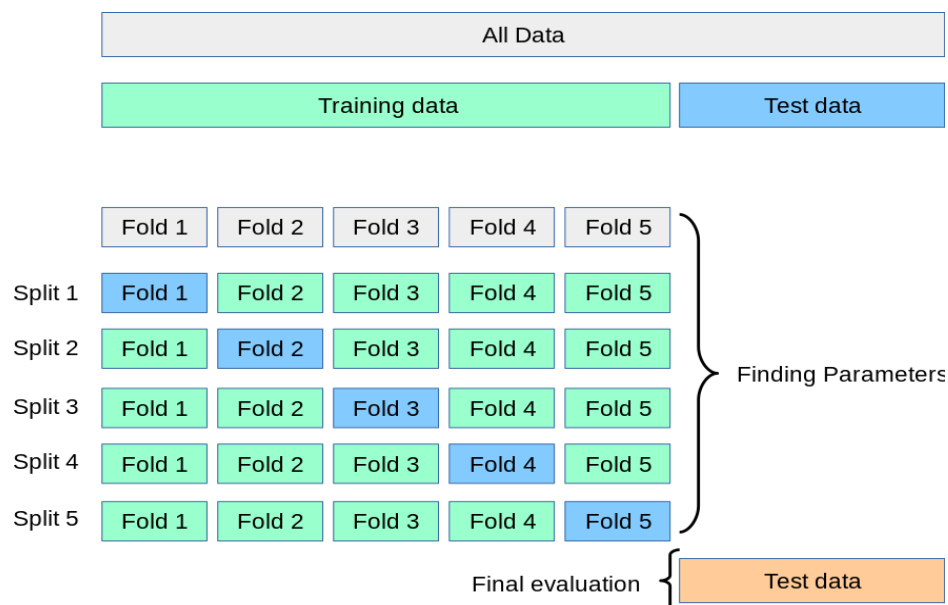 All Data
Training data Test data
Fold 1 Fold 2 Fold 3 Fold 4 Fold 5
Split 1 Fold 1 Fold 2 Fold 3 Fold 4 Fold 5
Split 2 Fold 1 Fold 2 Fold 3 Fold 4 Fold 5
Finding Parameters
Split 3 Fold 1 Fold 2 Fold 3 Fold 4 Fold 5
Split 4 Fold 1 Fold 2 Fold 3 Fold 4 Fold 5
Split 5 Fold 1 Fold 2 Fold 3 Fold 4 Fold 5
Final evaluation Test data